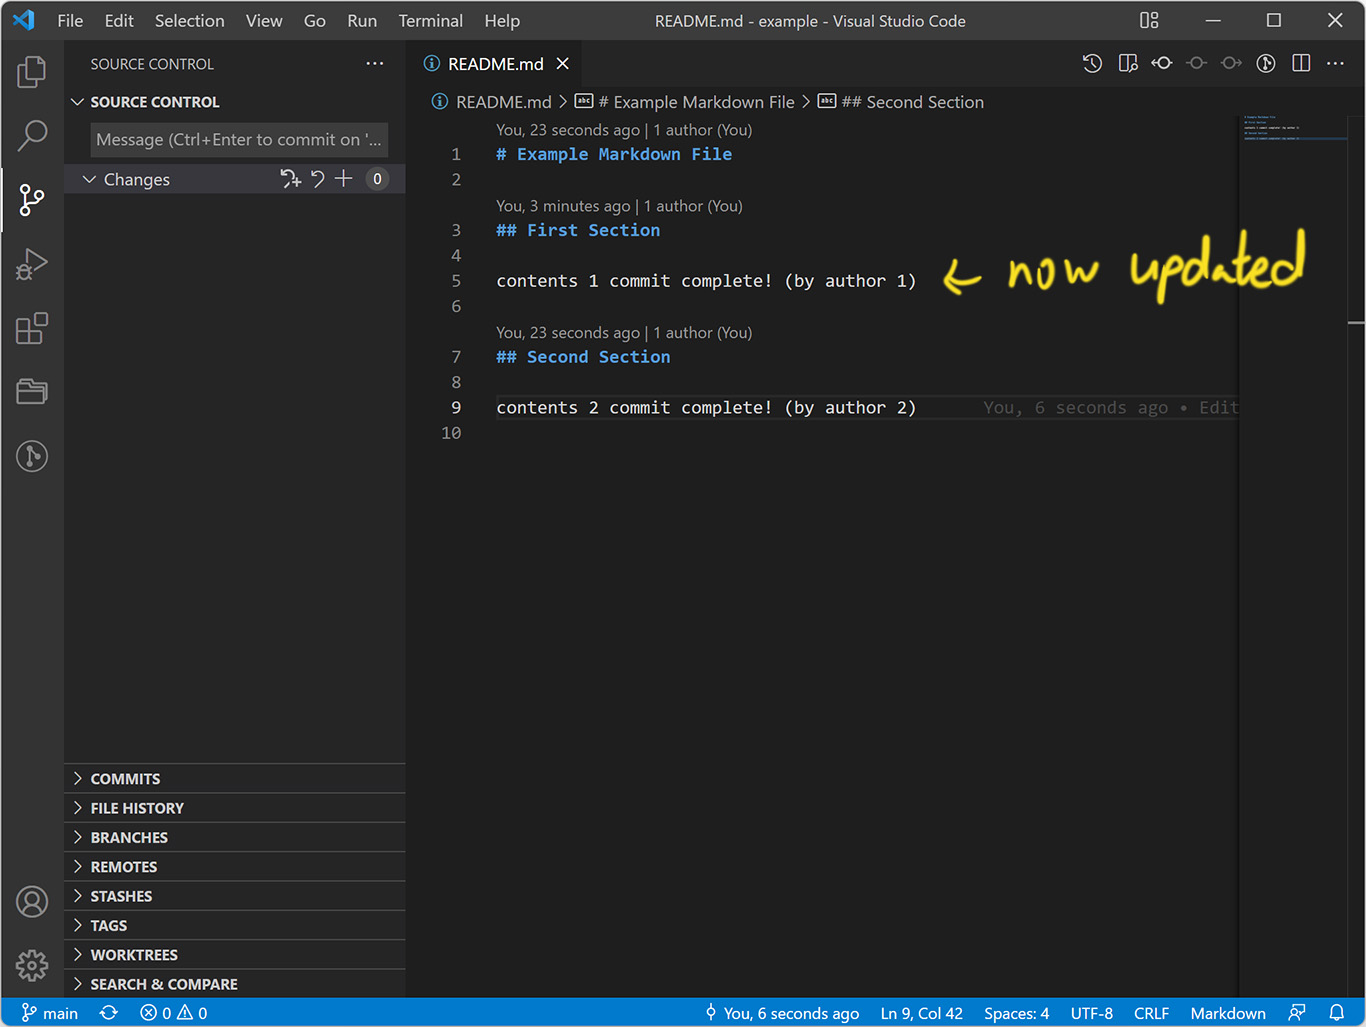 File Edit Selection View Go Run Terminal Help README.md - example - Visual Studio Code
SOURCE CONTROL
README.md
SOURCE CONTROL
README.md > # Example Markdown File > ## Second Section
Message (Ctrl+Enter to commit on '...
Changes 0
You, 23 seconds ago | 1 author (You)
1 # Example Markdown File
2
You, 3 minutes ago | 1 author (You)
3 ## First Section
4
5 contents 1 commit complete! (by author 1) ← now updated
6
You, 23 seconds ago | 1 author (You)
7 ## Second Section
8
9 contents 2 commit complete! (by author 2) You, 6 seconds ago • Edit
10
COMMITS
FILE HISTORY
BRANCHES
REMOTES
STASHES
TAGS
WORKTREES
SEARCH & COMPARE
main 0 0 You, 6 seconds ago Ln 9, Col 42 Spaces: 4 UTF-8 CRLF Markdown